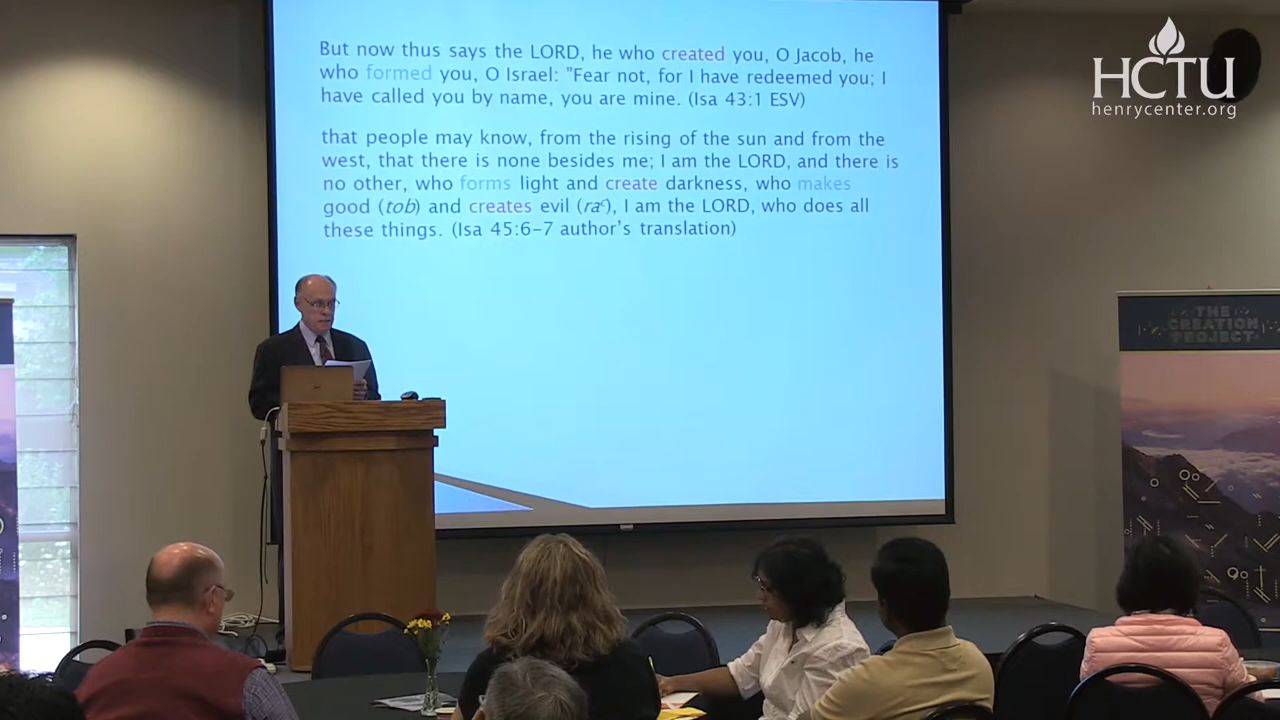 But now thus says the LORD, he who created you, O Jacob, he
who formed you, O Israel: "Fear not, for I have redeemed you; I
have called you by name, you are mine. (Isa 43:1 ESV)
that people may know, from the rising of the sun and from the
west, that there is none besides me; I am the LORD, and there is
no other, who forms light and create darkness, who makes
good (tob) and creates evil (raᶜ), I am the LORD, who does all
these things. (Isa 45:6-7 author's translation)
HCTU
henrycenter.org
THE
CREATION
PROJECT